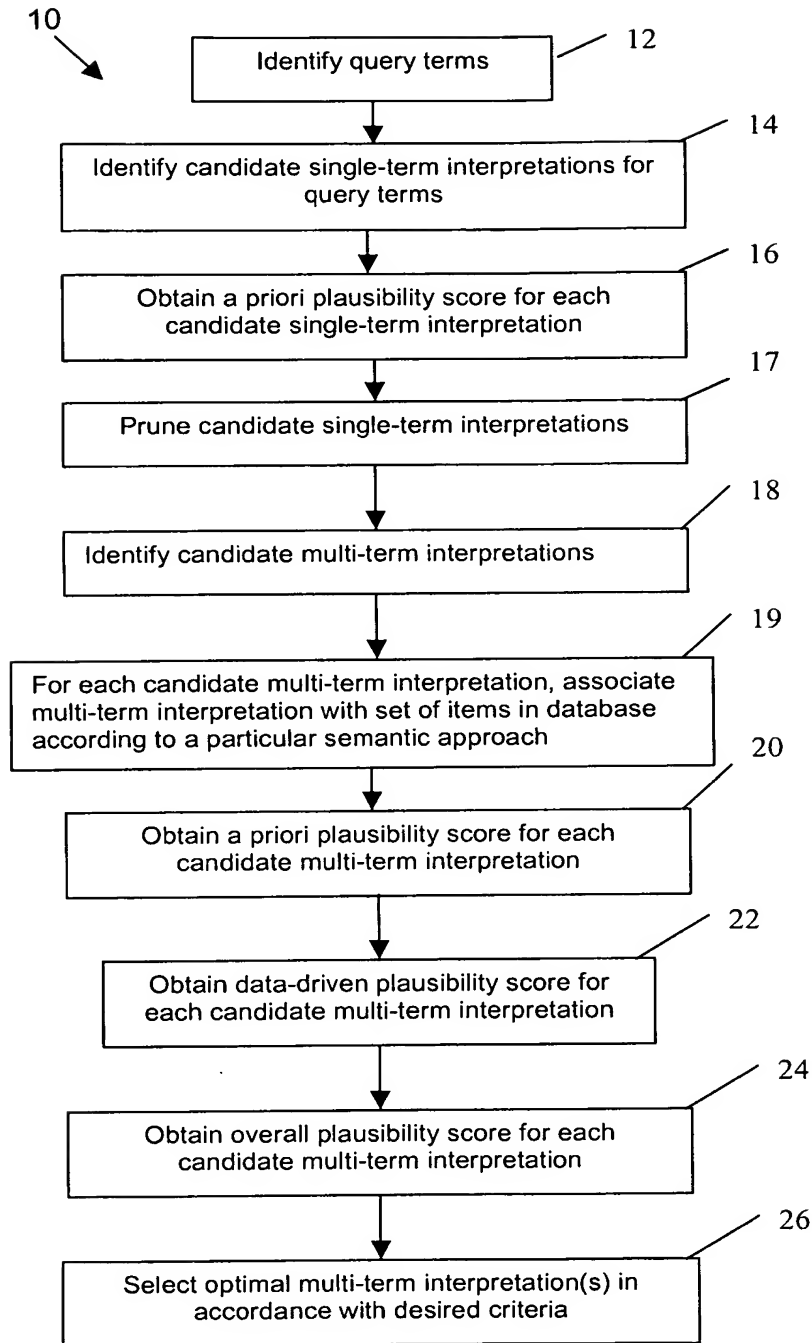 10
12
Identify query terms
14
Identify candidate single-term interpretations for
query terms
16
Obtain a priori plausibility score for each
candidate single-term interpretation
17
Prune candidate single-term interpretations
18
Identify candidate multi-term interpretations
19
For each candidate multi-term interpretation, associate
multi-term interpretation with set of items in database
according to a particular semantic approach
20
Obtain a priori plausibility score for each
candidate multi-term interpretation
22
Obtain data-driven plausibility score for
each candidate multi-term interpretation
24
Obtain overall plausibility score for each
candidate multi-term interpretation
26
Select optimal multi-term interpretation(s) in
accordance with desired criteria